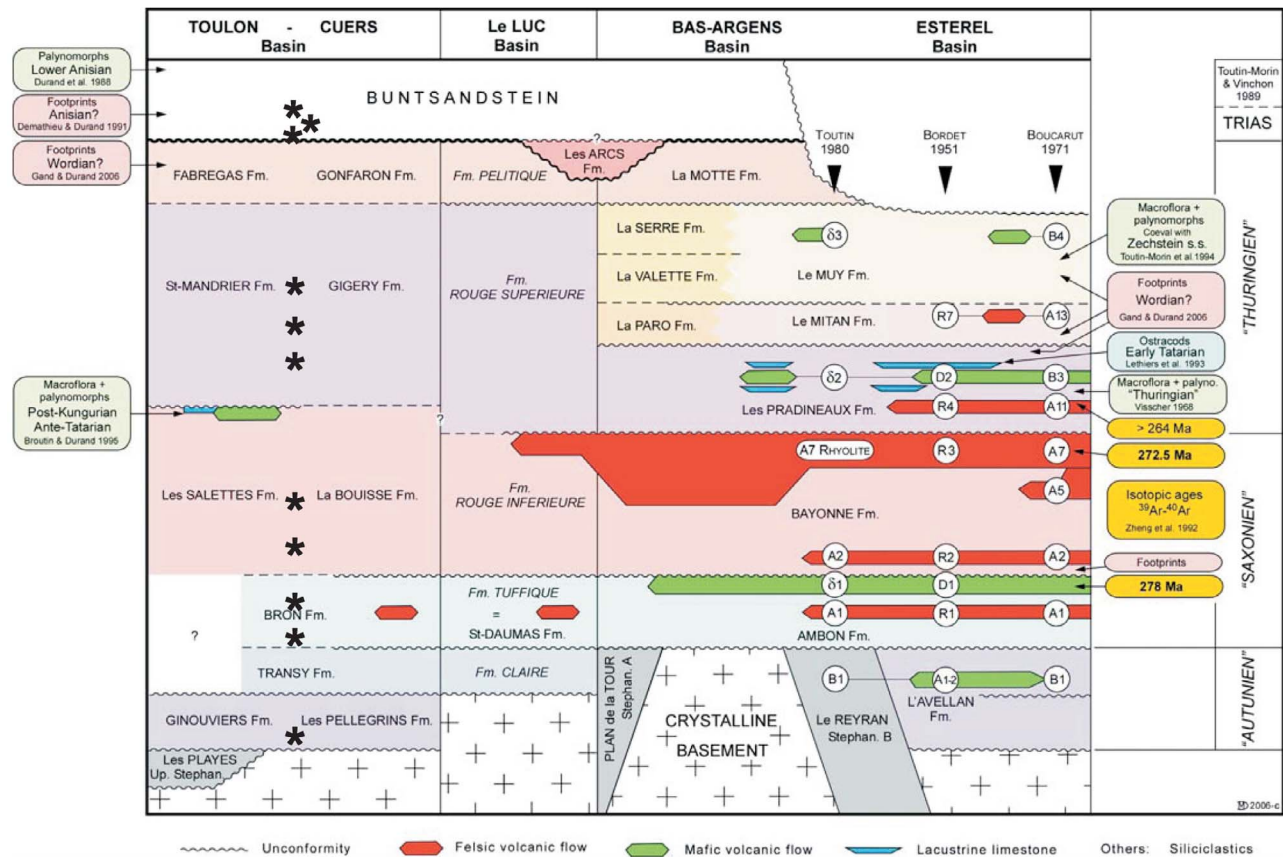 TOULON - CUERS
Basin
Le LUC
Basin
BAS-ARGENS
Basin
ESTEREL
Basin
Palynomorphs
Lower Anisian
Durand et al. 1988
Footprints
Anisian?
Demathieu & Durand 1991
Footprints
Wordian?
Gand & Durand 2006
Macroflora +
palynomorphs
Post-Kungurian
Ante-Tatarian
Broutin & Durand 1995
BUNTSANDSTEIN
?
TOUTIN
1980
BORDET
1951
BOUCARUT
1971
Toutin-Morin
& Vinchon
1989
TRIAS
FABREGAS Fm.
GONFARON Fm.
Fm. PELITIQUE
Les ARCS
Fm.
La MOTTE Fm.
La SERRE Fm.
δ3
B4
St-MANDRIER Fm.
GIGERY Fm.
Fm.
ROUGE SUPERIEURE
La VALETTE Fm.
Le MUY Fm.
La PARO Fm.
Le MITAN Fm.
R7
A13
δ2
D2
B3
Les PRADINEAUX Fm.
R4
A11
?
A7 RHYOLITE
R3
A7
Les SALETTES Fm.
La BOUISSE Fm.
Fm.
ROUGE INFERIEURE
A5
BAYONNE Fm.
A2
R2
A2
δ1
D1
?
BRON Fm.
Fm. TUFFIQUE
=
St-DAUMAS Fm.
A1
R1
A1
AMBON Fm.
TRANSY Fm.
Fm. CLAIRE
PLAN de la TOUR
Stephan. A
B1
A1-2
B1
GINOUVIERS Fm.
Les PELLEGRINS Fm.
CRYSTALLINE
BASEMENT
Le REYRAN
Stephan. B
L'AVELLAN
Fm.
Les PLAYES
Up. Stephan.
Macroflora +
palynomorphs
Coeval with
Zechstein s.s.
Toutin-Morin et al.1994
Footprints
Wordian?
Gand & Durand 2006
Ostracods
Early Tatarian
Lethiers et al. 1993
Macroflora + palyno.
"Thuringian"
Visscher 1968
> 264 Ma
272.5 Ma
Isotopic ages
39Ar-40Ar
Zheng et al. 1992
Footprints
278 Ma
"THURINGIEN"
"SAXONIEN"
"AUTUNIEN"
Unconformity
Felsic volcanic flow
Mafic volcanic flow
Lacustrine limestone
Others: Siliciclastics